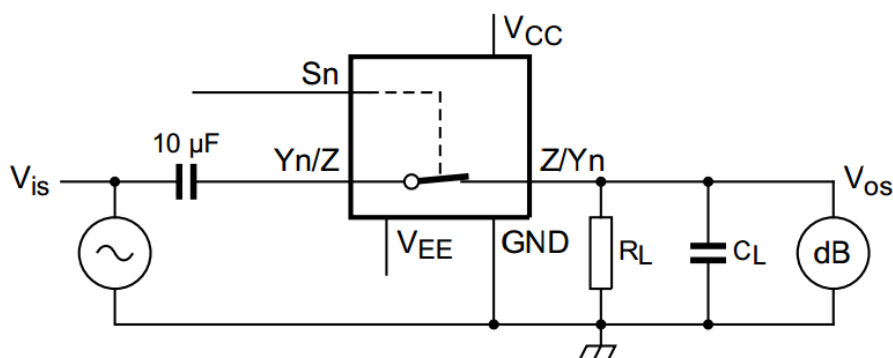 VCC
Sn
10 µF
Yn/Z
Z/Yn
Vis
Vos
VEE
GND
RL
CL
dB